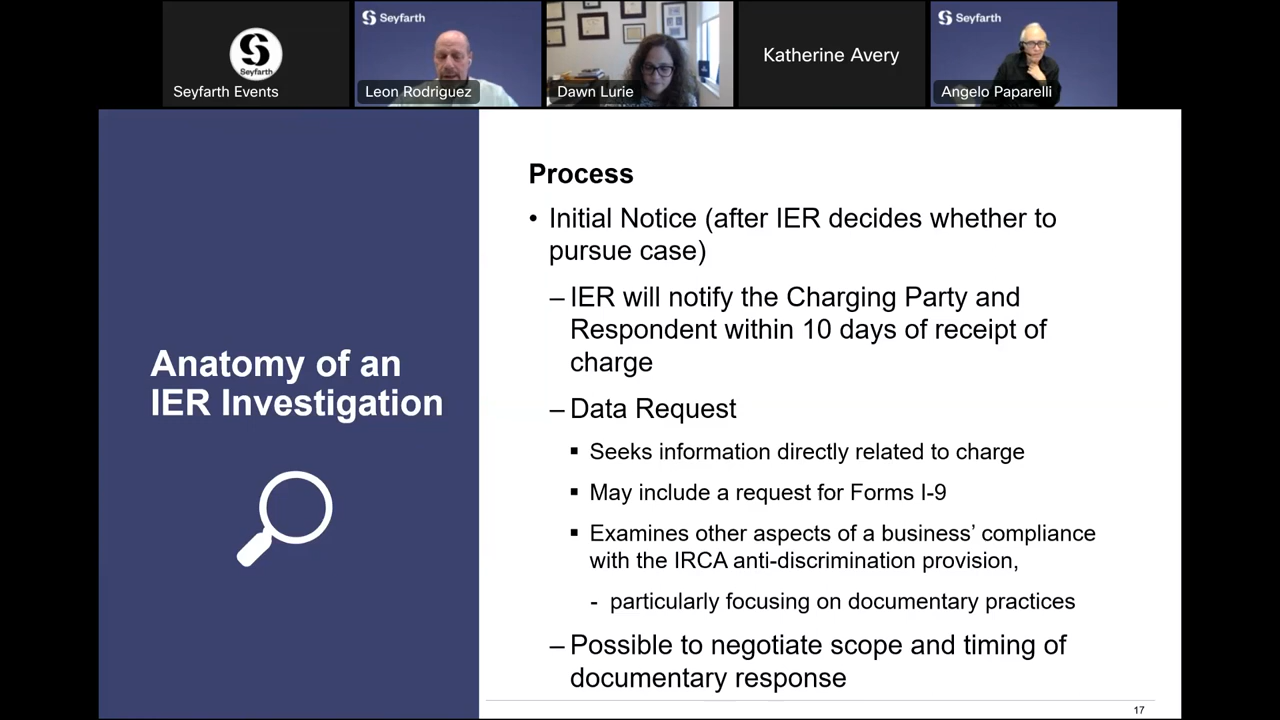 Seyfarth
Seyfarth Events
Seyfarth
Leon Rodriguez
Dawn Lurie
Katherine Avery
Seyfarth
Angelo Paparelli
Anatomy of an
IER Investigation
Process
• Initial Notice (after IER decides whether to
pursue case)
– IER will notify the Charging Party and
Respondent within 10 days of receipt of
charge
– Data Request
▪ Seeks information directly related to charge
▪ May include a request for Forms I-9
▪ Examines other aspects of a business’ compliance
with the IRCA anti-discrimination provision,
- particularly focusing on documentary practices
– Possible to negotiate scope and timing of
documentary response
17